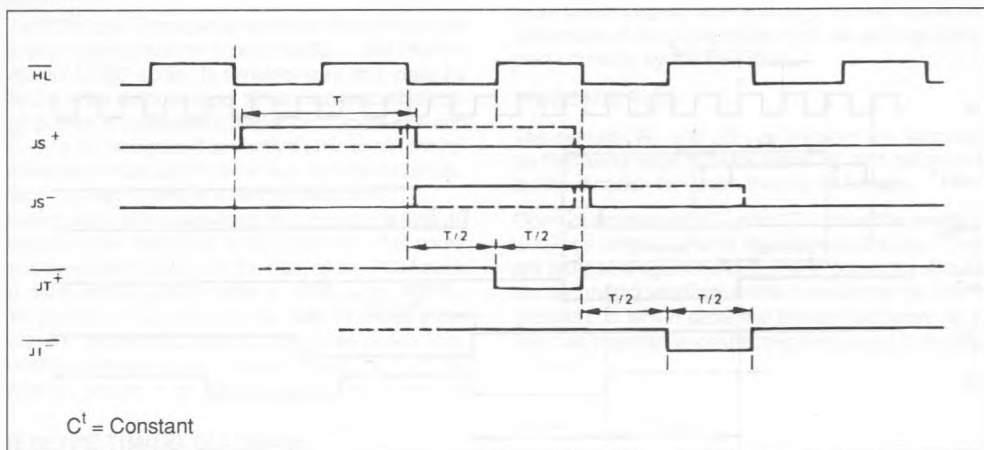 HL
T
JS +
JS −
T/2 T/2
JT +
T/2 T/2
JT −
Cᵗ = Constant